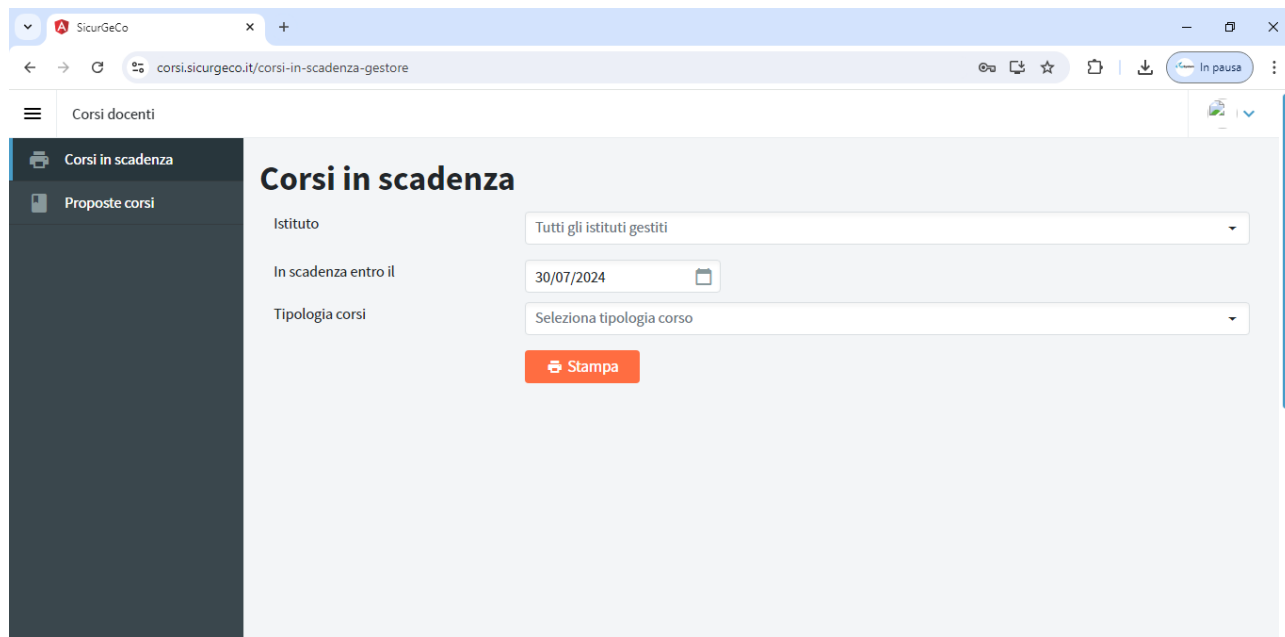 SicurGeCo
corsi.sicurgeco.it/corsi-in-scadenza-gestore
In pausa
Corsi docenti
Corsi in scadenza
Proposte corsi
Corsi in scadenza
Istituto
Tutti gli istituti gestiti
In scadenza entro il
30/07/2024
Tipologia corsi
Seleziona tipologia corso
Stampa